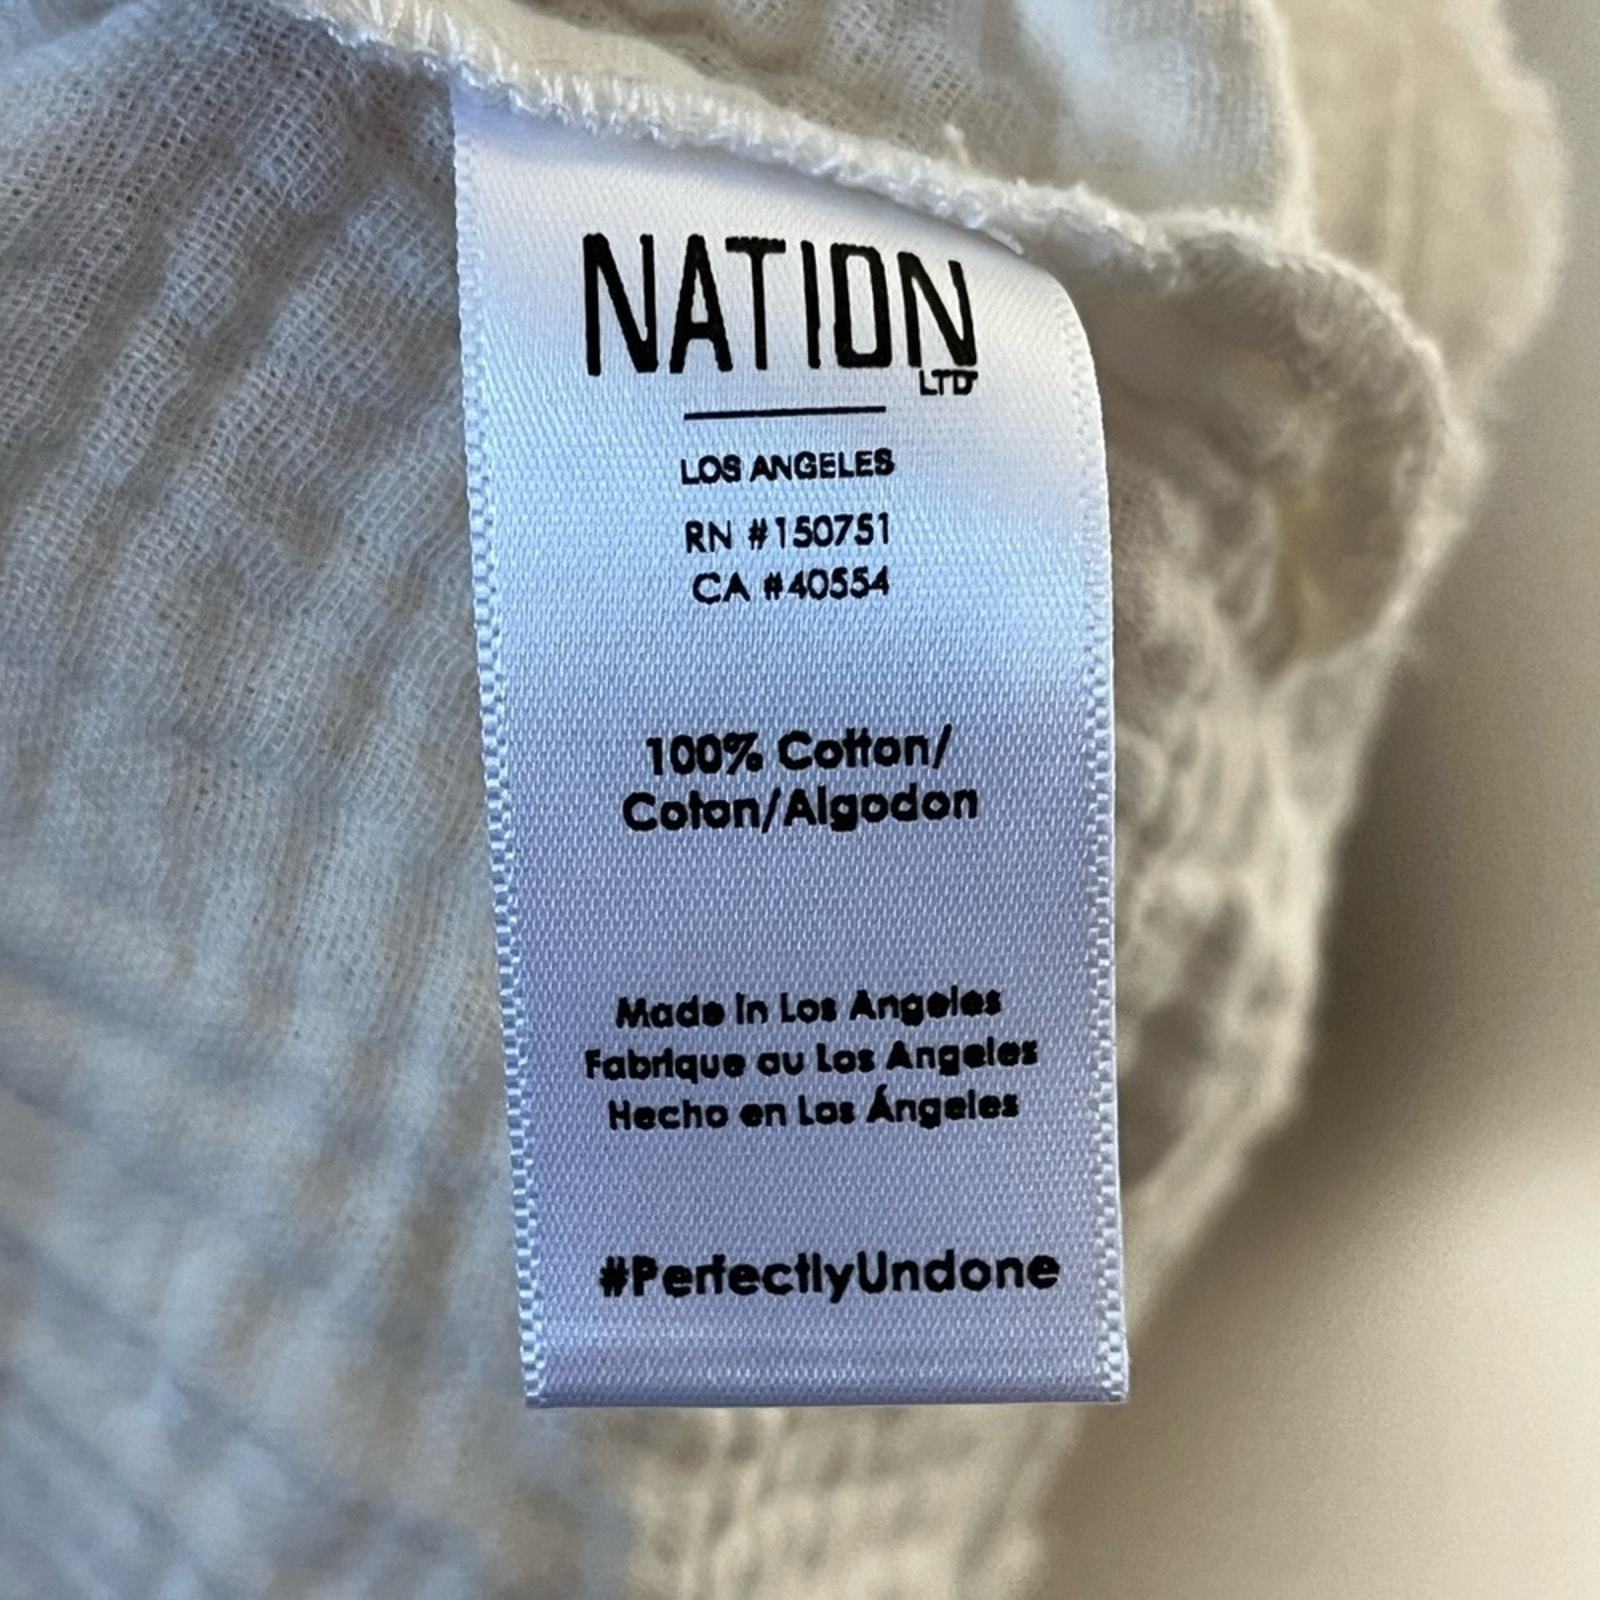 NATION
LTD
LOS ANGELES
RN #150751
CA #40554
100% Cotton/
Coton/Algodon
Made in Los Angeles
Fabrique au Los Angeles
Hecho en Los Ángeles
#PerfectlyUndone